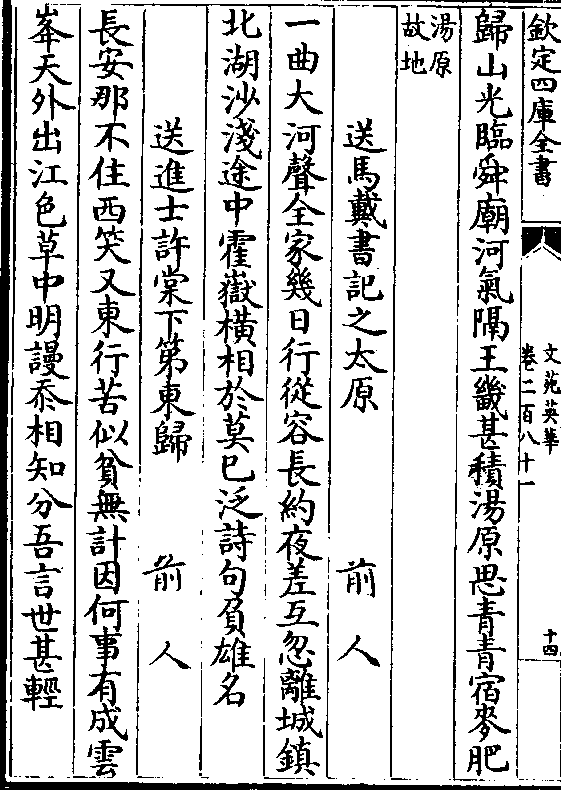 欽定四庫全書
文苑英華
卷二百八十一
十四
歸山光臨舜廟河氣隔王畿甚積湯原思青青宿麥肥
湯原
故地
送馬戴書記之太原　前人
一曲大河聲全家幾日行從容長約夜差互忽離城鎮
北湖沙淺途中霍嶽橫相於莫已泛詩句負雄名
送進士許棠下第東歸　前人
長安那不住西笑又東行苦似貧無計因何事有成雲
峯天外出江色草中明謾忝相知分吾言世甚輕